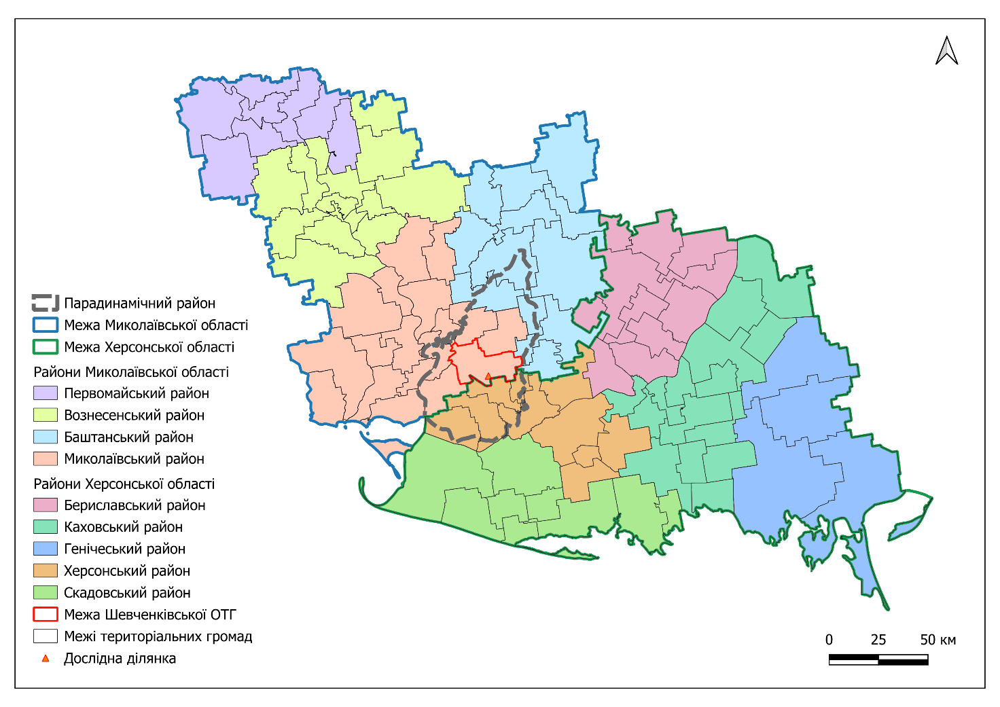 Парадинамічний район
Межа Миколаївської області
Межа Херсонської області
Райони Миколаївської області
Первомайський район
Вознесенський район
Баштанський район
Миколаївський район
Райони Херсонської області
Бериславський район
Каховський район
Генічеський район
Херсонський район
Скадовський район
Межа Шевченківської ОТГ
Межі територіальних громад
Дослідна ділянка
0 25 50 км